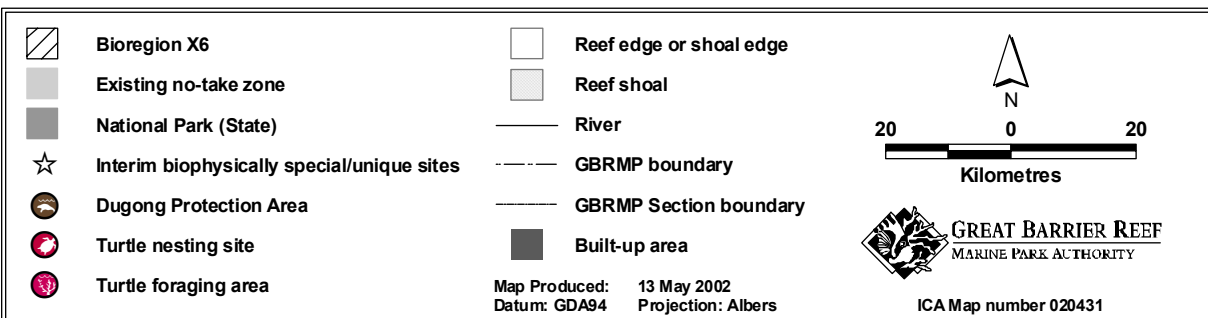 Bioregion X6
Existing no-take zone
National Park (State)
Interim biophysically special/unique sites
Dugong Protection Area
Turtle nesting site
Turtle foraging area
Reef edge or shoal edge
Reef shoal
River
GBRMP boundary
GBRMP Section boundary
Built-up area
Map Produced: 13 May 2002
Datum: GDA94 Projection: Albers
N
20 0 20
Kilometres
GREAT BARRIER REEF
MARINE PARK AUTHORITY
ICA Map number 020431